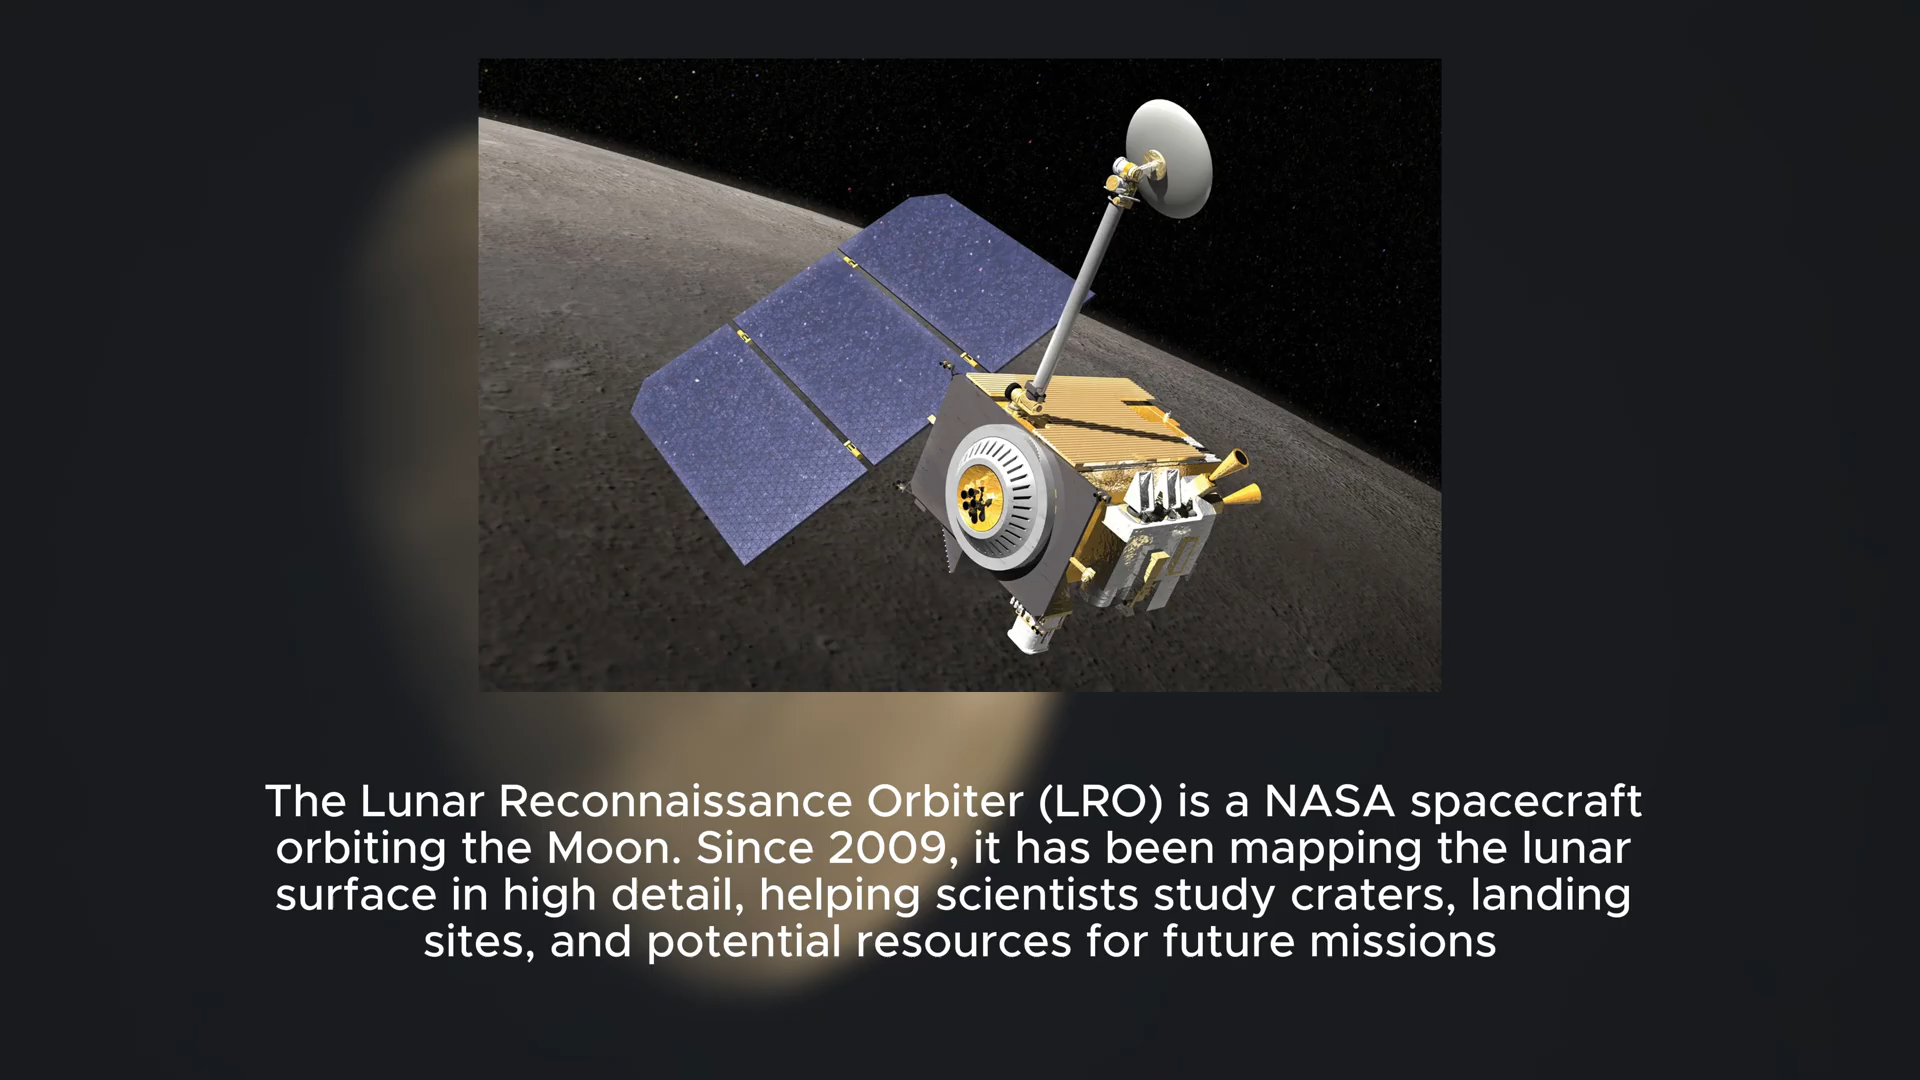 The Lunar Reconnaissance Orbiter (LRO) is a NASA spacecraft
orbiting the Moon. Since 2009, it has been mapping the lunar
surface in high detail, helping scientists study craters, landing
sites, and potential resources for future missions